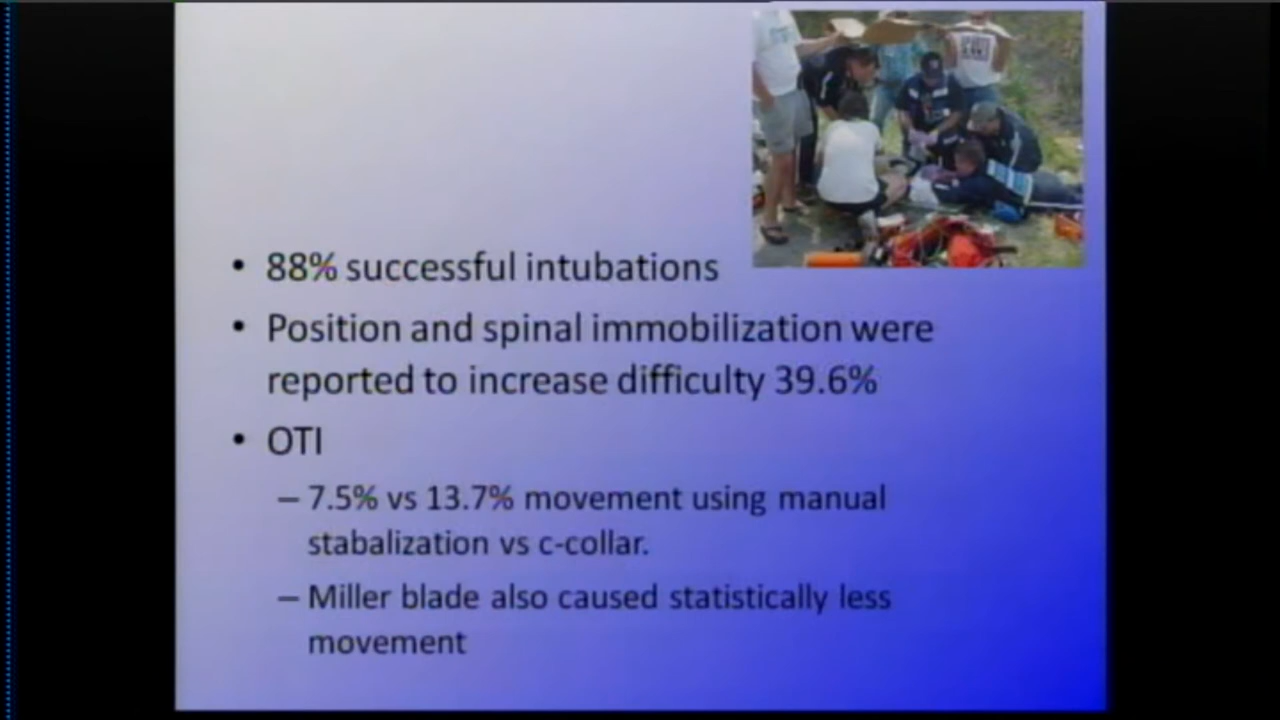 • 88% successful intubations
• Position and spinal immobilization were
reported to increase difficulty 39.6%
• OTI
– 7.5% vs 13.7% movement using manual
stabalization vs c-collar.
– Miller blade also caused statistically less
movement